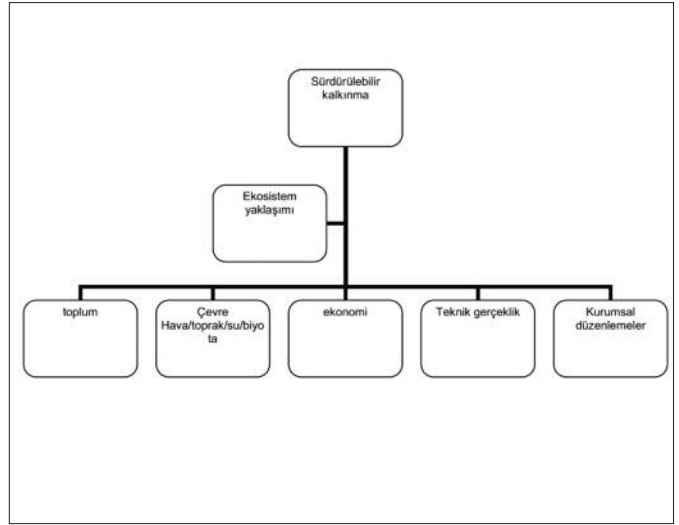 Sürdürülebilir
kalkınma
Ekosistem
yaklaşımı
toplum
Çevre
Hava/toprak/su/biyo
ta
ekonomi
Teknik gerçeklik
Kurumsal
düzenlemeler